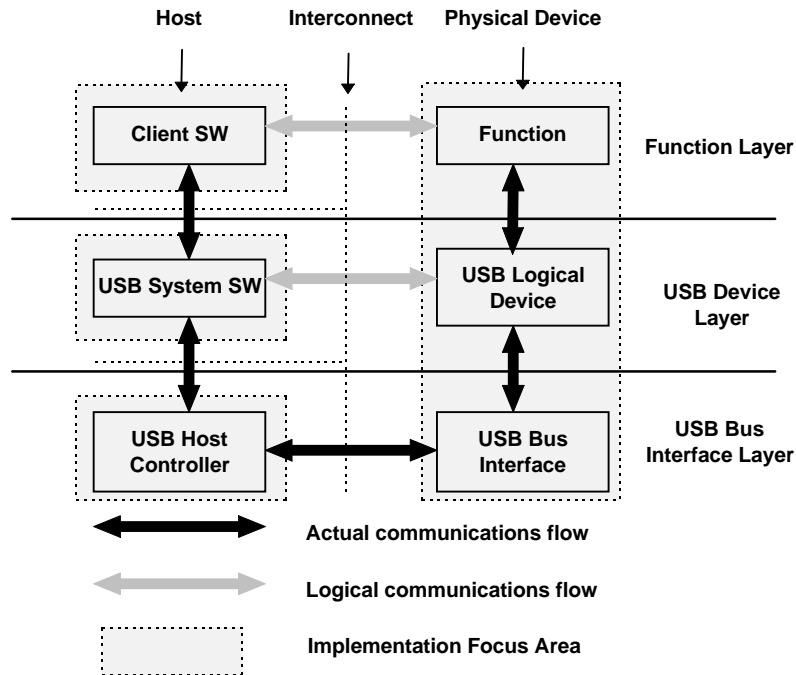 Host
Interconnect
Physical Device
Client SW
Function
Function Layer
USB System SW
USB Logical
Device
USB Device
Layer
USB Host
Controller
USB Bus
Interface
USB Bus
Interface Layer
Actual communications flow
Logical communications flow
Implementation Focus Area